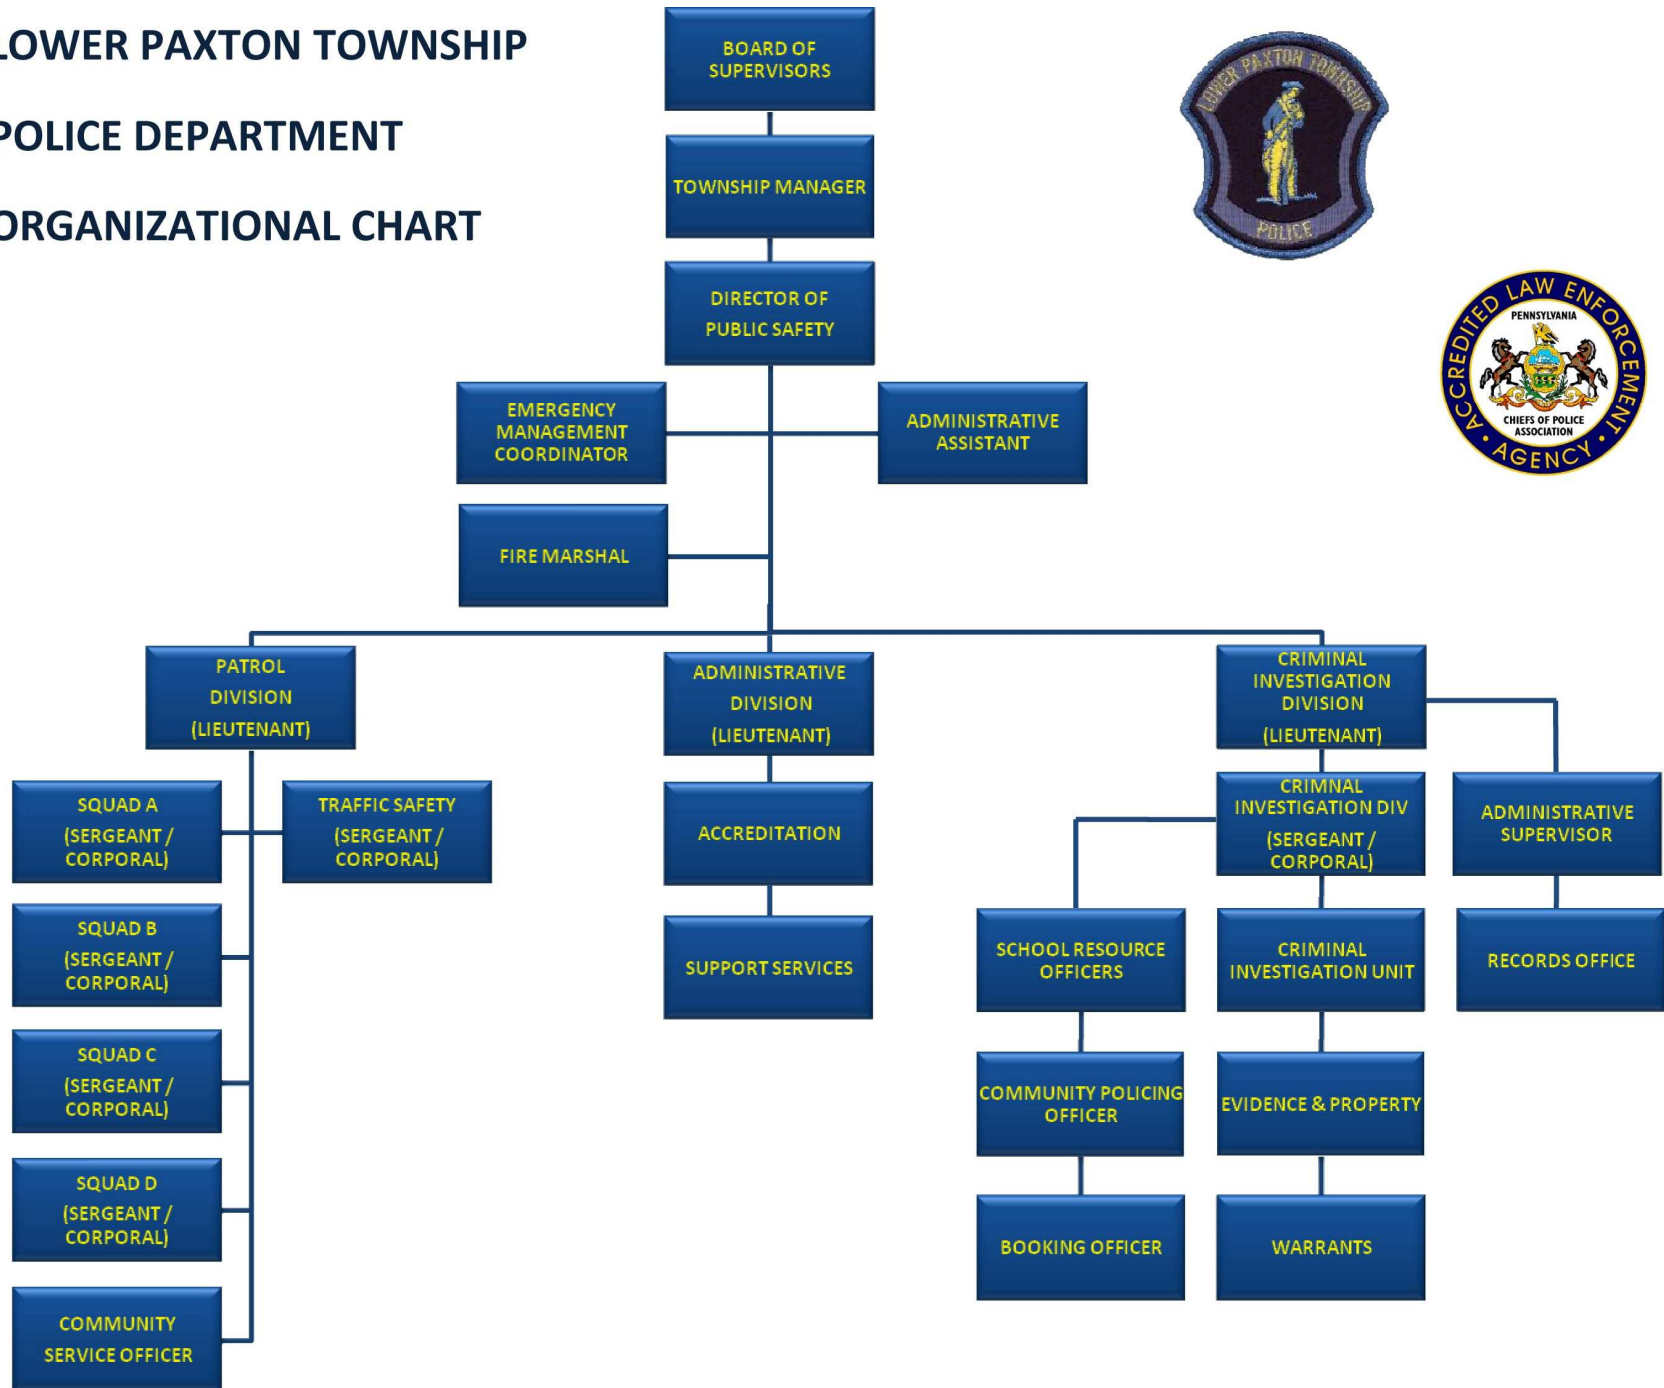 LOWER PAXTON TOWNSHIP
POLICE DEPARTMENT
ORGANIZATIONAL CHART
BOARD OF
SUPERVISORS
TOWNSHIP MANAGER
DIRECTOR OF
PUBLIC SAFETY
LOWER PAXTON TOWNSHIP
POLICE
ACCREDITED LAW ENFORCEMENT
PENNSYLVANIA
CHIEFS OF POLICE
ASSOCIATION
• AGENCY •
EMERGENCY
MANAGEMENT
COORDINATOR
ADMINISTRATIVE
ASSISTANT
FIRE MARSHAL
PATROL
DIVISION
(LIEUTENANT)
ADMINISTRATIVE
DIVISION
(LIEUTENANT)
CRIMINAL
INVESTIGATION
DIVISION
(LIEUTENANT)
SQUAD A
(SERGEANT /
CORPORAL)
TRAFFIC SAFETY
(SERGEANT /
CORPORAL)
ACCREDITATION
CRIMNAL
INVESTIGATION DIV
(SERGEANT /
CORPORAL)
ADMINISTRATIVE
SUPERVISOR
SQUAD B
(SERGEANT /
CORPORAL)
SUPPORT SERVICES
SCHOOL RESOURCE
OFFICERS
CRIMINAL
INVESTIGATION UNIT
RECORDS OFFICE
SQUAD C
(SERGEANT /
CORPORAL)
COMMUNITY POLICING
OFFICER
EVIDENCE & PROPERTY
SQUAD D
(SERGEANT /
CORPORAL)
BOOKING OFFICER
WARRANTS
COMMUNITY
SERVICE OFFICER